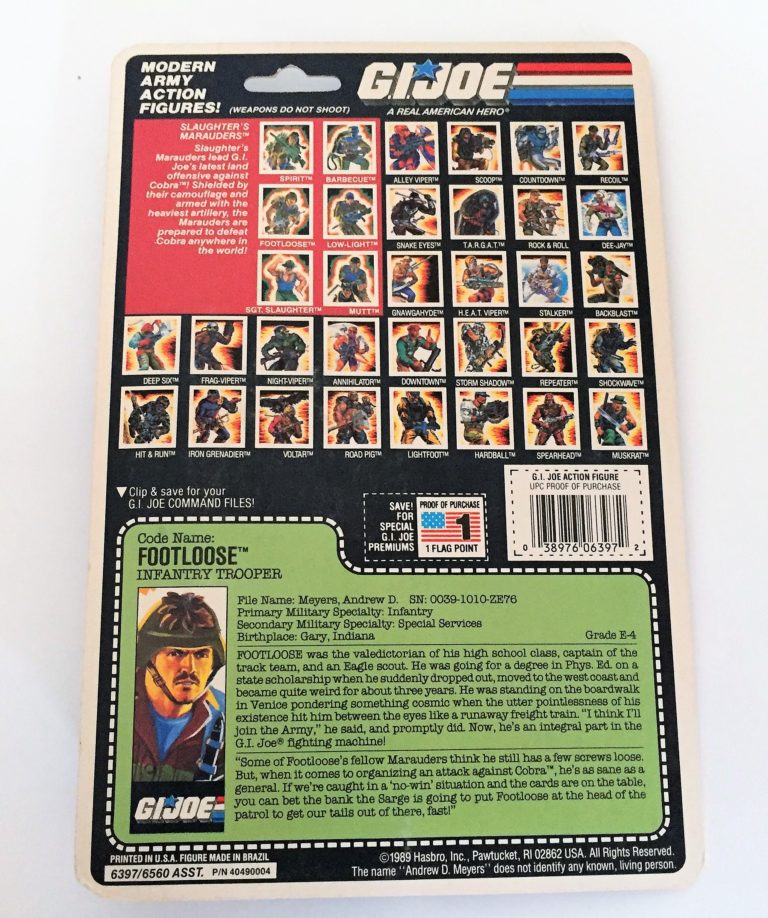 MODERN
ARMY
ACTION
FIGURES! (WEAPONS DO NOT SHOOT)
G.I.JOE
A REAL AMERICAN HERO®
SLAUGHTER'S
MARAUDERS™
Slaughter's
Marauders lead G.I.
Joe's latest land
offensive against
Cobra™! Shielded by
their camouflage and
armed with the
heaviest artillery, the
Marauders are
prepared to defeat
Cobra anywhere in
the world!
SPIRIT™ BARBECUE™ ALLEY VIPER™ SCOOP™ COUNTDOWN™ RECOIL™
FOOTLOOSE™ LOW-LIGHT™ SNAKE EYES™ T.A.R.G.A.T.™ ROCK & ROLL™ DEE-JAY™
SGT. SLAUGHTER™ MUTT™ GNAWGAHYDE™ H.E.A.T. VIPER™ STALKER™ BACKBLAST™
DEEP SIX™ FRAG-VIPER™ NIGHT-VIPER™ ANNIHILATOR™ DOWNTOWN™ STORM SHADOW™ REPEATER™ SHOCKWAVE™
HIT & RUN™ IRON GRENADIER™ VOLTAR™ ROAD PIG™ LIGHTFOOT™ HARDBALL™ SPEARHEAD™ MUSKRAT™
▼ Clip & save for your
G.I. JOE COMMAND FILES!
SAVE!
FOR
SPECIAL
G.I. JOE
PREMIUMS
PROOF OF PURCHASE
1
1 FLAG POINT
G.I. JOE ACTION FIGURE
UPC PROOF OF PURCHASE
0 38976 06397 2
Code Name:
FOOTLOOSE™
INFANTRY TROOPER
File Name: Meyers, Andrew D. SN: 0039-1010-ZE76
Primary Military Specialty: Infantry
Secondary Military Specialty: Special Services
Birthplace: Gary, Indiana Grade E-4
FOOTLOOSE was the valedictorian of his high school class, captain of the
track team, and an Eagle scout. He was going for a degree in Phys. Ed. on a
state scholarship when he suddenly dropped out, moved to the west coast and
became quite weird for about three years. He was standing on the boardwalk
in Venice pondering something cosmic when the utter pointlessness of his
existence hit him between the eyes like a runaway freight train. "I think I'll
join the Army," he said, and promptly did. Now, he's an integral part in the
G.I. Joe® fighting machine!
"Some of Footloose's fellow Marauders think he still has a few screws loose.
But, when it comes to organizing an attack against Cobra™, he's as sane as a
general. If we're caught in a 'no-win' situation and the cards are on the table,
you can bet the bank the Sarge is going to put Footloose at the head of the
patrol to get our tails out of there, fast!"
G.I.JOE
PRINTED IN U.S.A. FIGURE MADE IN BRAZIL
6397/6560 ASST. P/N 40490004
©1989 Hasbro, Inc., Pawtucket, RI 02862 USA. All Rights Reserved.
The name "Andrew D. Meyers" does not identify any known, living person.